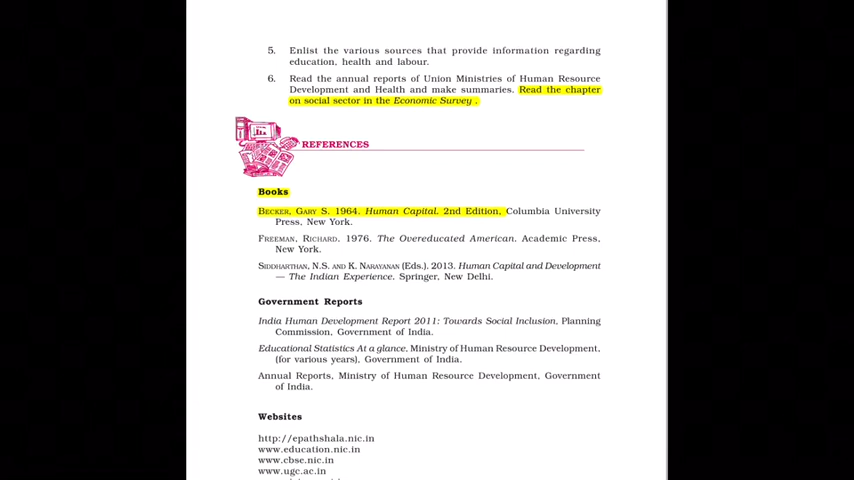 5. Enlist the various sources that provide information regarding
education, health and labour.
6. Read the annual reports of Union Ministries of Human Resource
Development and Health and make summaries. Read the chapter
on social sector in the Economic Survey .
REFERENCES
Books
BECKER, GARY S. 1964. Human Capital. 2nd Edition, Columbia University
Press, New York.
FREEMAN, RICHARD, 1976. The Overeducated American. Academic Press,
New York.
SIDDHARTHAN, N.S. AND K. NARAYANAN (Eds.). 2013. Human Capital and Development
— The Indian Experience. Springer, New Delhi.
Government Reports
India Human Development Report 2011: Towards Social Inclusion, Planning
Commission, Government of India.
Educational Statistics At a glance. Ministry of Human Resource Development,
(for various years), Government of India.
Annual Reports, Ministry of Human Resource Development, Government
of India.
Websites
http://epathshala.nic.in
www.education.nic.in
www.cbse.nic.in
www.ugc.ac.in